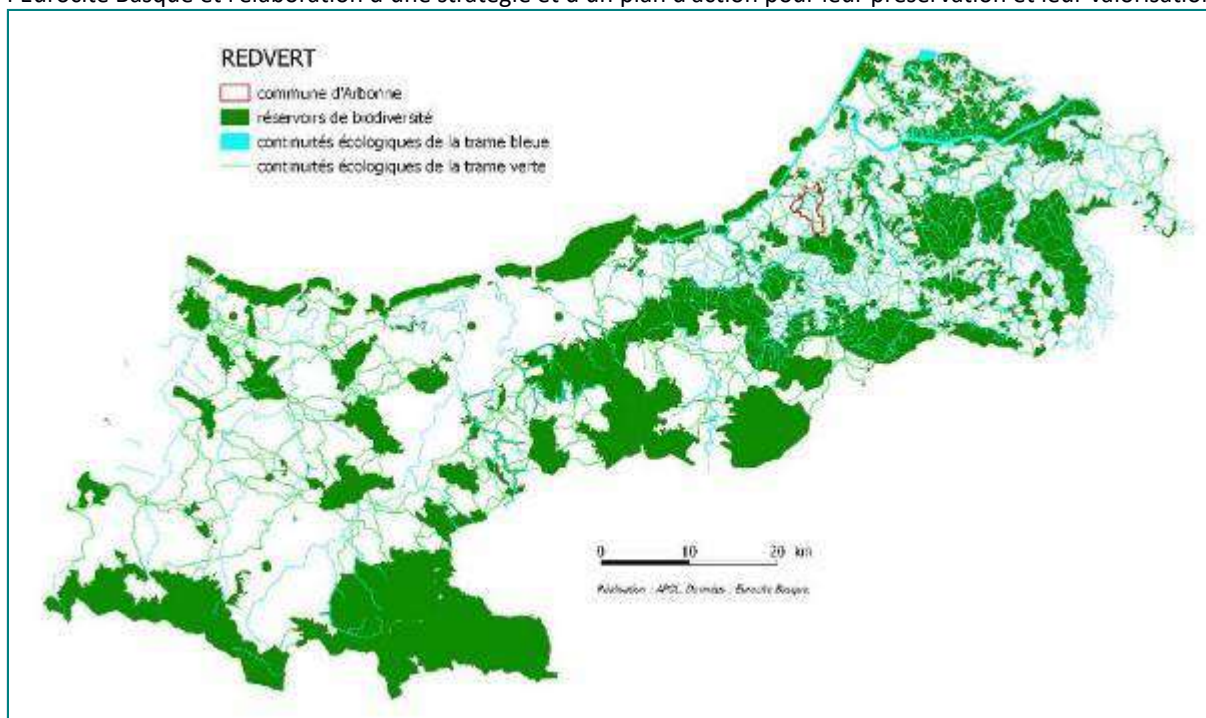 l'Eurocité Basque et l'élaboration d'une stratégie et d'un plan d'action pour leur préservation et leur valorisation
REDVERT
commune d'Arbonne
réservoirs de biodiversité
continuités écologiques de la trame bleue
continuités écologiques de la trame verte
0 10 20 km
Réalisation : APGL, Données : Eurocité Basque